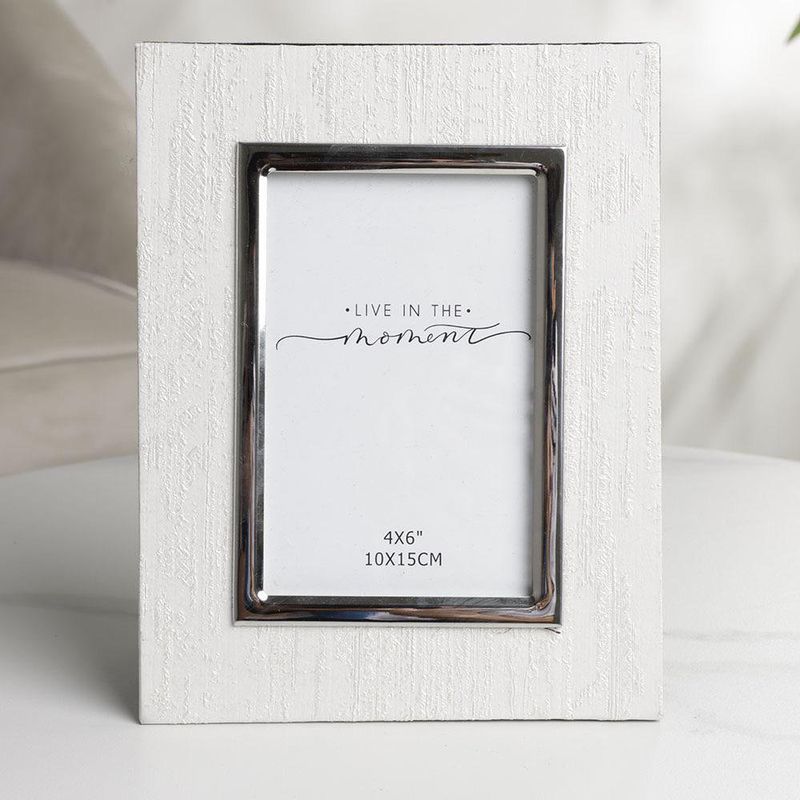 •LIVE IN THE•
moment
4X6"
10X15CM